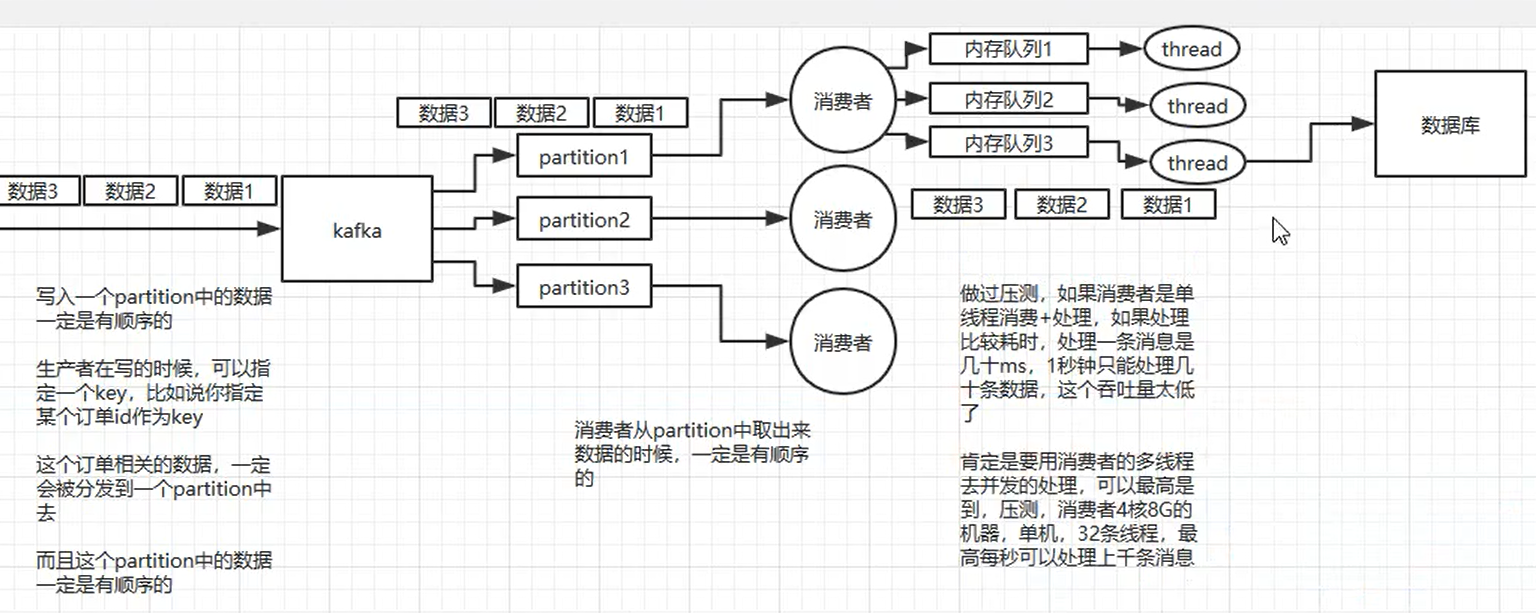 内存队列1
thread
内存队列2
thread
内存队列3
thread
数据库
消费者
数据3
数据2
数据1
partition1
数据3
数据2
数据1
kafka
partition2
消费者
数据3
数据2
数据1
partition3
消费者
写入一个partition中的数据
一定是有顺序的
生产者在写的时候，可以指
定一个key，比如说你指定
某个订单id作为key
这个订单相关的数据，一定
会被分发到一个partition中
去
而且这个partition中的数据
一定是有顺序的
消费者从partition中取出来
数据的时候，一定是有顺序
的
做过压测，如果消费者是单
线程消费+处理，如果处理
比较耗时，处理一条消息是
几十ms，1秒钟只能处理几
十条数据，这个吞吐量太低
了
肯定是要用消费者的多线程
去并发的处理，可以最高是
到，压测，消费者4核8G的
机器，单机，32条线程，最
高每秒可以处理上千条消息